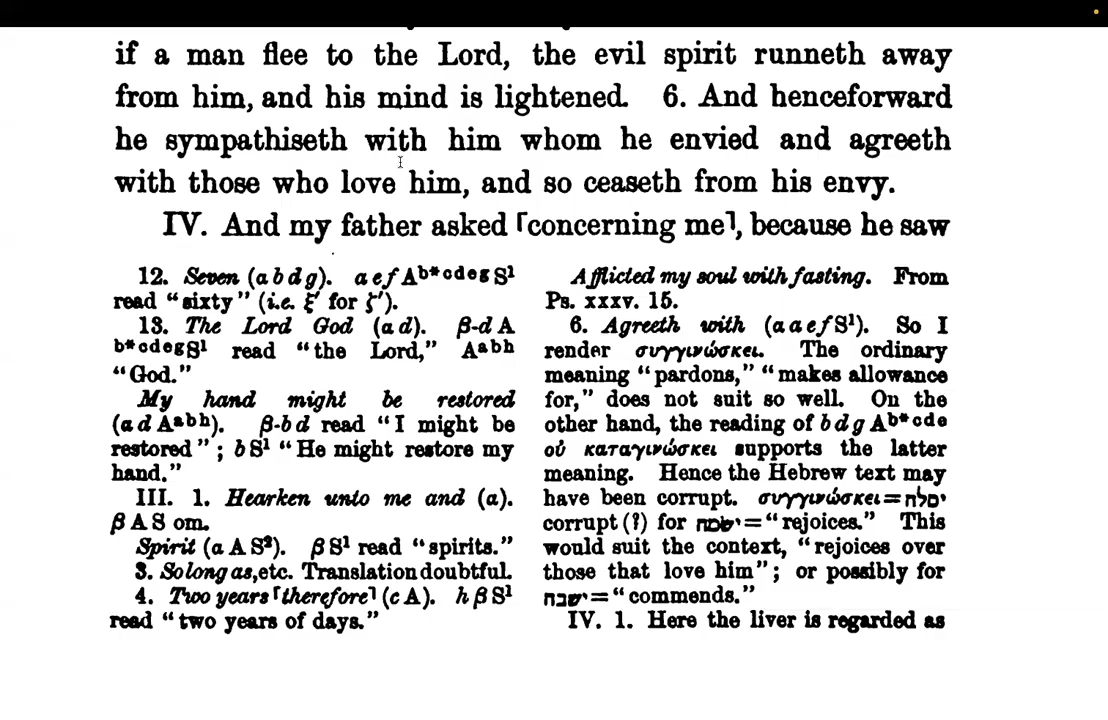 if a man flee to the Lord, the evil spirit runneth away
from him, and his mind is lightened. 6. And henceforward
he sympathiseth with him whom he envied and agreeth
with those who love him, and so ceaseth from his envy.
IV. And my father asked ⌜concerning me⌝, because he saw
12. Seven (a b d g). a e f Ab*cdegS1
read “sixty” (i.e. ξ′ for ζ′).
13. The Lord God (α d). β-d A
b*cdegS1 read “the Lord,” Aabh
“God.”
My hand might be restored
(α d Aabh). β-b d read “I might be
restored”; b S1 “He might restore my
hand.”
III. 1. Hearken unto me and (α).
β A S om.
Spirit (α A S2). β S1 read “spirits.”
3. So long as, etc. Translation doubtful.
4. Two years ⌜therefore⌝ (c A). h β S1
read “two years of days.”
Afflicted my soul with fasting. From
Ps. xxxv. 15.
6. Agreeth with (α a e f S1). So I
render συγγινώσκει. The ordinary
meaning “pardons,” “makes allowance
for,” does not suit so well. On the
other hand, the reading of b d g Ab*cde
οὐ καταγινώσκει supports the latter
meaning. Hence the Hebrew text may
have been corrupt. συγγινώσκει = יסלח
corrupt (?) for ישמח = “rejoices.” This
would suit the context, “rejoices over
those that love him”; or possibly for
ישבח = “commends.”
IV. 1. Here the liver is regarded as